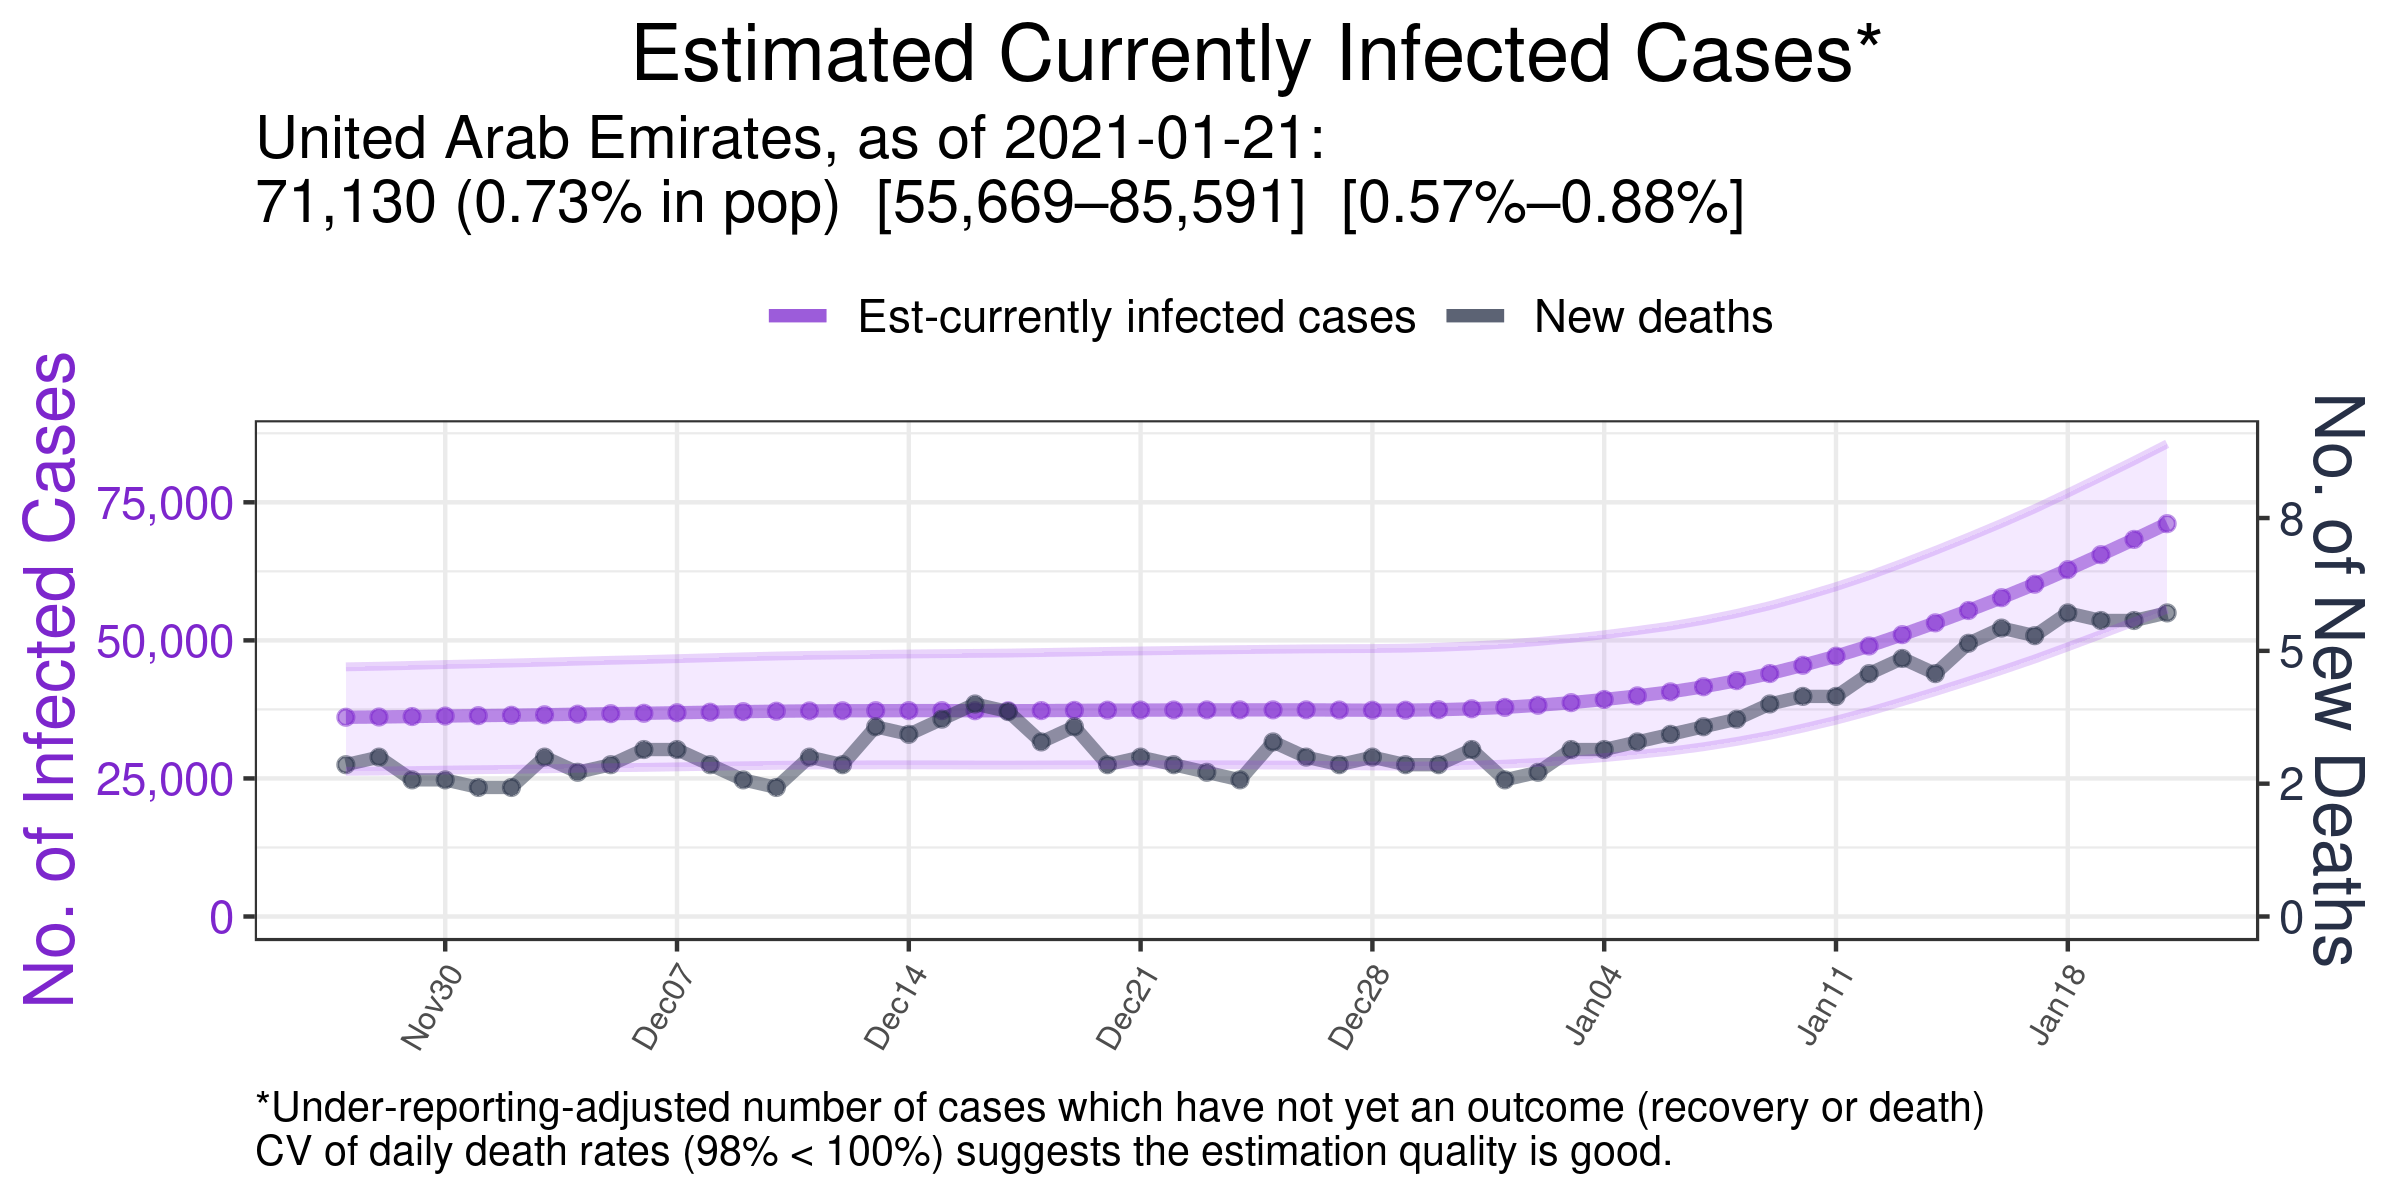 Estimated Currently Infected Cases*
United Arab Emirates, as of 2021-01-21:
71,130 (0.73% in pop)  [55,669–85,591]  [0.57%–0.88%]
Est-currently infected cases
New deaths
No. of Infected Cases
75,000
50,000
25,000
0
8
5
2
0
No. of New Deaths
Nov30
Dec07
Dec14
Dec21
Dec28
Jan04
Jan11
Jan18
*Under-reporting-adjusted number of cases which have not yet an outcome (recovery or death)
CV of daily death rates (98% < 100%) suggests the estimation quality is good.